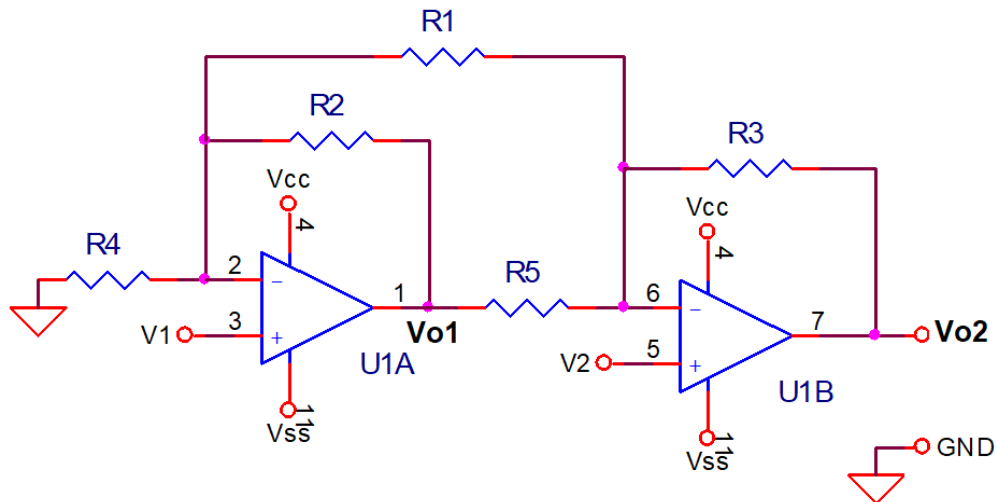 R1
R2
R3
Vcc
4
Vcc
4
R4
2
R5
6
1
7
Vo1
Vo2
V1
3
V2
5
U1A
U1B
11
Vss
11
Vss
GND